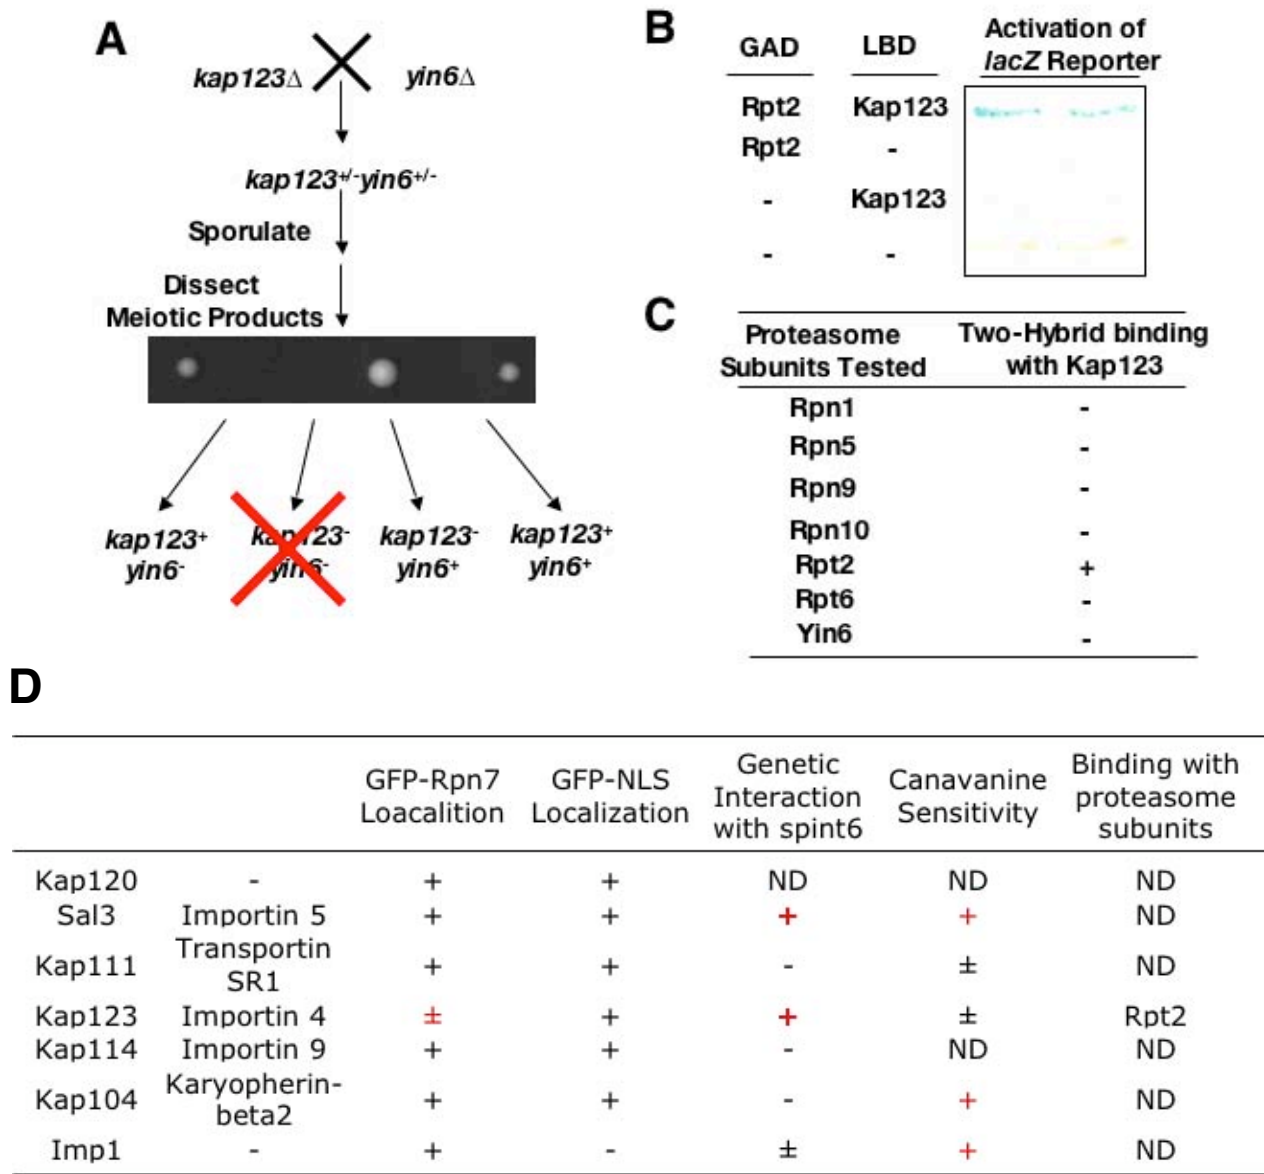 A
kap123Δ yin6Δ
kap123+/-yin6+/-
Sporulate
Dissect
Meiotic Products
kap123+ kap123- kap123- kap123+
yin6- yin6- yin6+ yin6+
B
GAD LBD Activation of
lacZ Reporter
Rpt2 Kap123
Rpt2 -
- Kap123
- -
C
Proteasome Two-Hybrid binding
Subunits Tested with Kap123
Rpn1 -
Rpn5 -
Rpn9 -
Rpn10 -
Rpt2 +
Rpt6 -
Yin6 -
D
GFP-Rpn7 GFP-NLS Genetic Canavanine Binding with
Loacalition Localization Interaction Sensitivity proteasome
with spint6 subunits
Kap120 - + + ND ND ND
Sal3 Importin 5 + + + + ND
Kap111 Transportin + + - ± ND
SR1
Kap123 Importin 4 ± + + ± Rpt2
Kap114 Importin 9 + + - ND ND
Kap104 Karyopherin- + + - + ND
beta2
Imp1 - + - ± + ND